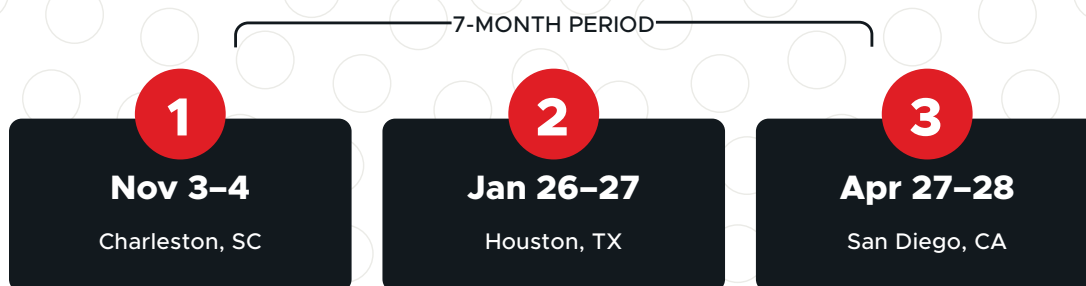 7-MONTH PERIOD
1
Nov 3–4
Charleston, SC
2
Jan 26–27
Houston, TX
3
Apr 27–28
San Diego, CA